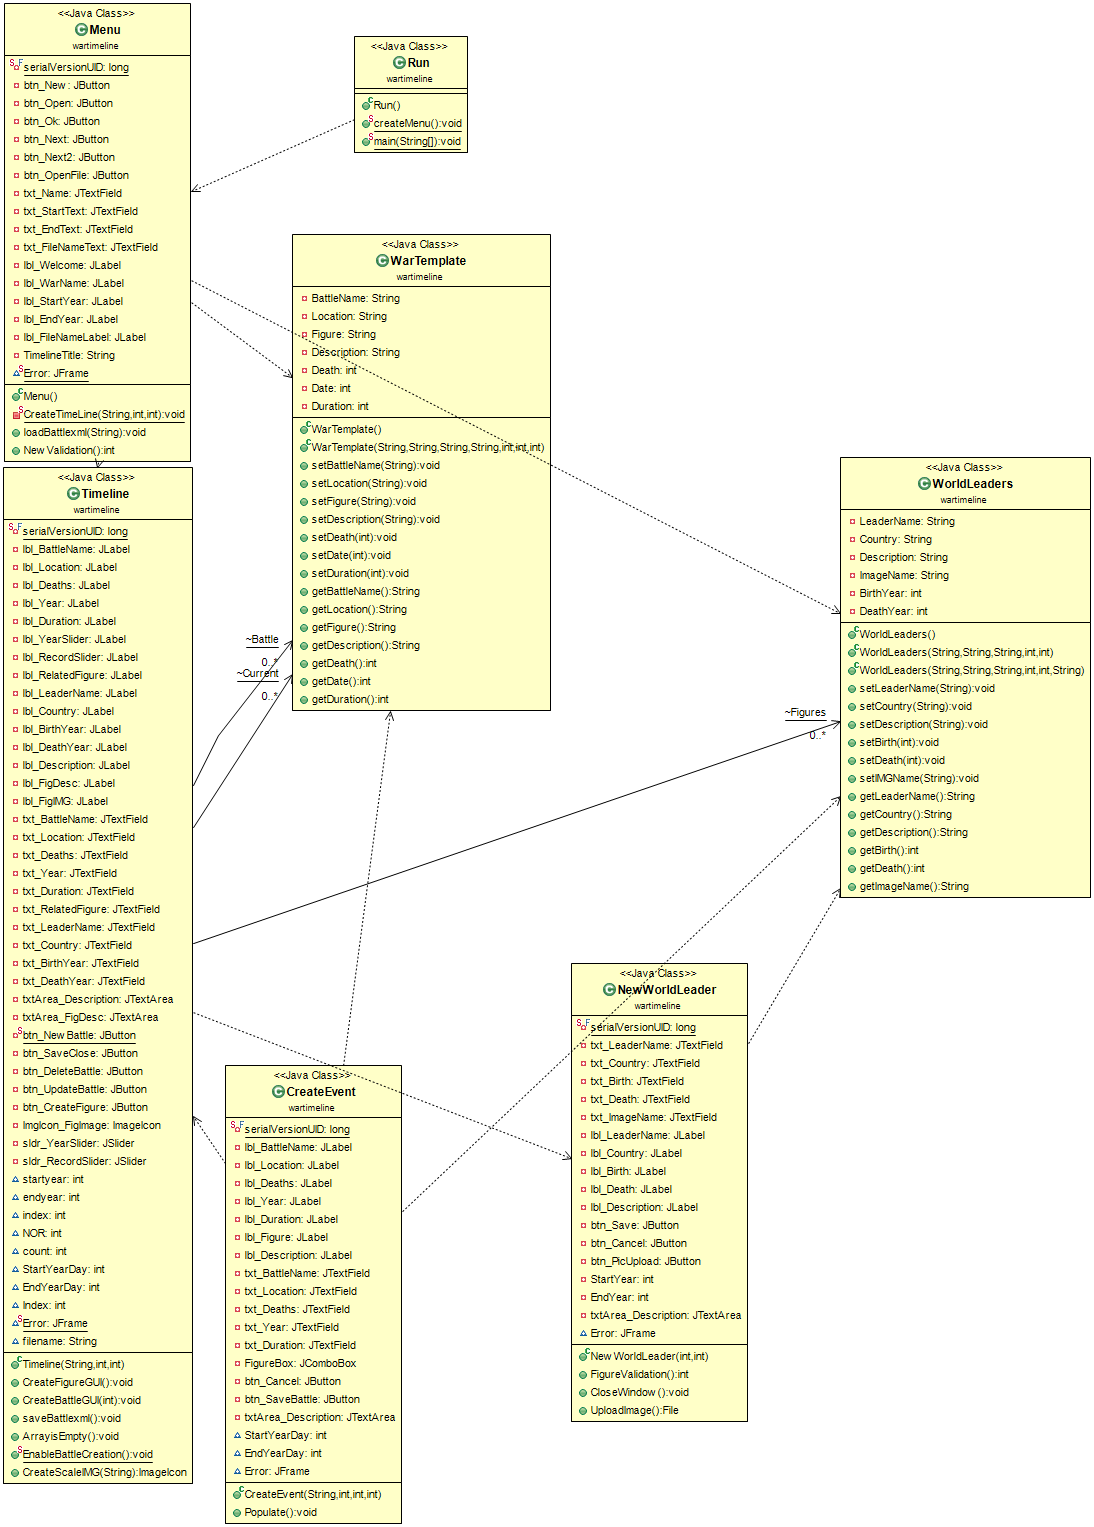 <<Java Class>>
Menu
wartimeline
serialVersionUID: long
btn_New : JButton
btn_Open: JButton
btn_Ok: JButton
btn_Next: JButton
btn_Next2: JButton
btn_OpenFile: JButton
txt_Name: JTextField
txt_StartText: JTextField
txt_EndText: JTextField
txt_FileNameText: JTextField
lbl_Welcome: JLabel
lbl_WarName: JLabel
lbl_StartYear: JLabel
lbl_EndYear: JLabel
lbl_FileNameLabel: JLabel
TimelineTitle: String
Error: JFrame
Menu()
CreateTimeLine(String,int,int):void
loadBattlexml(String):void
New Validation():int
<<Java Class>>
Run
wartimeline
Run()
createMenu():void
main(String[]):void
<<Java Class>>
WarTemplate
wartimeline
BattleName: String
Location: String
Figure: String
Description: String
Death: int
Date: int
Duration: int
WarTemplate()
WarTemplate(String,String,String,String,int,int,int)
setBattleName(String):void
setLocation(String):void
setFigure(String):void
setDescription(String):void
setDeath(int):void
setDate(int):void
setDuration(int):void
getBattleName():String
getLocation():String
getFigure():String
getDescription():String
getDeath():int
getDate():int
getDuration():int
<<Java Class>>
WorldLeaders
wartimeline
LeaderName: String
Country: String
Description: String
ImageName: String
BirthYear: int
DeathYear: int
WorldLeaders()
WorldLeaders(String,String,String,int,int)
WorldLeaders(String,String,String,int,int,String)
setLeaderName(String):void
setCountry(String):void
setDescription(String):void
setBirth(int):void
setDeath(int):void
setIMGName(String):void
getLeaderName():String
getCountry():String
getDescription():String
getBirth():int
getDeath():int
getImageName():String
<<Java Class>>
Timeline
wartimeline
serialVersionUID: long
lbl_BattleName: JLabel
lbl_Location: JLabel
lbl_Deaths: JLabel
lbl_Year: JLabel
lbl_Duration: JLabel
lbl_YearSlider: JLabel
lbl_RecordSlider: JLabel
lbl_RelatedFigure: JLabel
lbl_LeaderName: JLabel
lbl_Country: JLabel
lbl_BirthYear: JLabel
lbl_DeathYear: JLabel
lbl_Description: JLabel
lbl_FigDesc: JLabel
lbl_FigIMG: JLabel
txt_BattleName: JTextField
txt_Location: JTextField
txt_Deaths: JTextField
txt_Year: JTextField
txt_Duration: JTextField
txt_RelatedFigure: JTextField
txt_LeaderName: JTextField
txt_Country: JTextField
txt_BirthYear: JTextField
txt_DeathYear: JTextField
txtArea_Description: JTextArea
txtArea_FigDesc: JTextArea
btn_New Battle: JButton
btn_SaveClose: JButton
btn_DeleteBattle: JButton
btn_UpdateBattle: JButton
btn_CreateFigure: JButton
ImgIcon_FigImage: ImageIcon
sldr_YearSlider: JSlider
sldr_RecordSlider: JSlider
startyear: int
endyear: int
index: int
NOR: int
count: int
StartYearDay: int
EndYearDay: int
Index: int
Error: JFrame
filename: String
Timeline(String,int,int)
CreateFigureGUI():void
CreateBattleGUI(int):void
saveBattlexml():void
ArrayisEmpty():void
EnableBattleCreation():void
CreateScaleIMG(String):ImageIcon
~Battle
0..*
~Current
0..*
~Figures
0..*
<<Java Class>>
CreateEvent
wartimeline
serialVersionUID: long
lbl_BattleName: JLabel
lbl_Location: JLabel
lbl_Deaths: JLabel
lbl_Year: JLabel
lbl_Duration: JLabel
lbl_Figure: JLabel
lbl_Description: JLabel
txt_BattleName: JTextField
txt_Location: JTextField
txt_Deaths: JTextField
txt_Year: JTextField
txt_Duration: JTextField
FigureBox: JComboBox
btn_Cancel: JButton
btn_SaveBattle: JButton
txtArea_Description: JTextArea
StartYearDay: int
EndYearDay: int
Error: JFrame
CreateEvent(String,int,int,int)
Populate():void
<<Java Class>>
NewWorldLeader
wartimeline
serialVersionUID: long
txt_LeaderName: JTextField
txt_Country: JTextField
txt_Birth: JTextField
txt_Death: JTextField
txt_ImageName: JTextField
lbl_LeaderName: JLabel
lbl_Country: JLabel
lbl_Birth: JLabel
lbl_Death: JLabel
lbl_Description: JLabel
btn_Save: JButton
btn_Cancel: JButton
btn_PicUpload: JButton
StartYear: int
EndYear: int
txtArea_Description: JTextArea
Error: JFrame
New WorldLeader(int,int)
FigureValidation():int
CloseWindow ():void
UploadImage():File